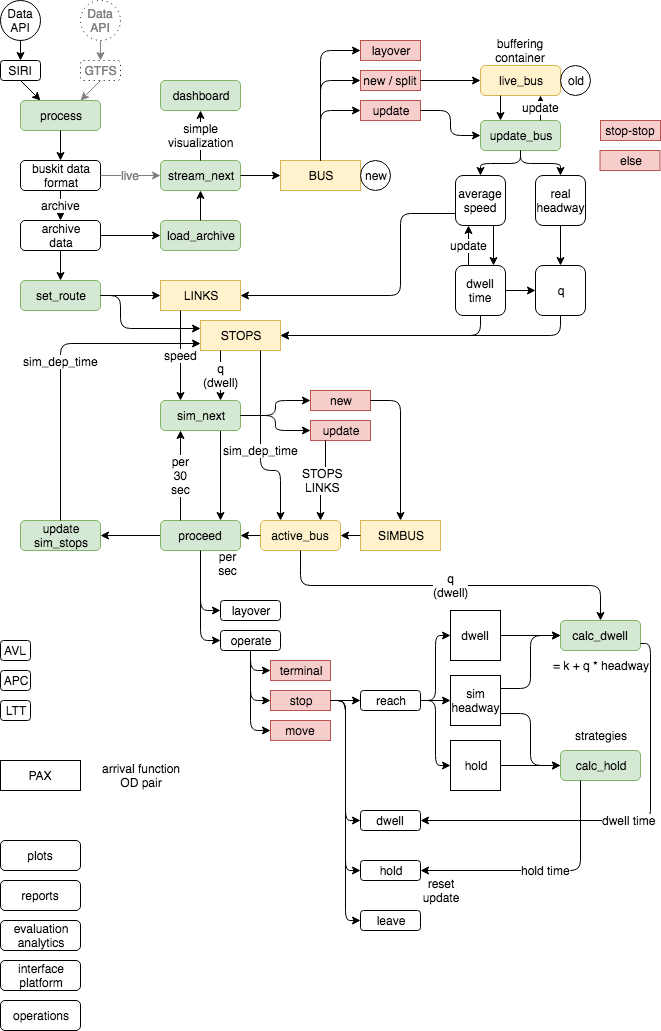 Data
API
Data
API
SIRI
GTFS
process
dashboard
simple
visualization
buskit data
format
live
stream_next
archive
archive
data
load_archive
BUS
new
layover
new / split
update
buffering
container
live_bus
old
update
update_bus
stop-stop
else
average
speed
real
headway
update
dwell
time
q
set_route
LINKS
STOPS
sim_dep_time
speed
q
(dwell)
sim_next
new
update
sim_dep_time
per
30
sec
STOPS
LINKS
update
sim_stops
proceed
active_bus
SIMBUS
per
sec
q
(dwell)
layover
operate
terminal
stop
move
reach
dwell
sim
headway
hold
calc_dwell
= k + q * headway
strategies
calc_hold
dwell
dwell time
hold
hold time
reset
update
leave
AVL
APC
LTT
PAX
arrival function
OD pair
plots
reports
evaluation
analytics
interface
platform
operations